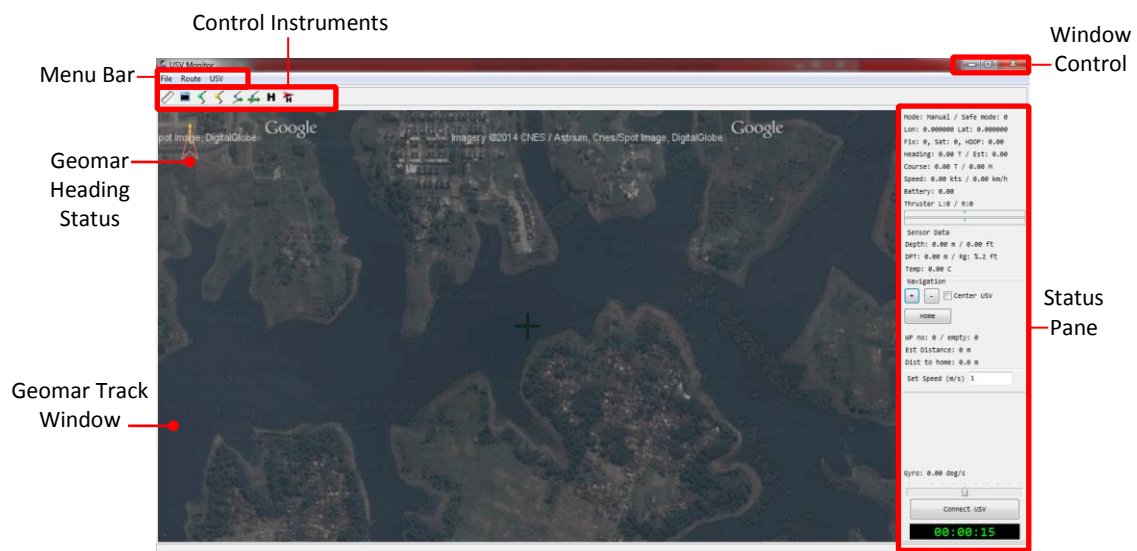 Control Instruments
Window
Control
Menu Bar
USV Monitor
File Route USV
H H
Geomar
Heading
Status
Spot Image, DigitalGlobe
Google
Imagery ©2014 CNES / Astrium, Cnes/Spot Image, DigitalGlobe
Google
Mode: Manual / Safe mode: 0
Lon: 0.000000 Lat: 0.000000
Fix: 0, Sat: 0, HDOP: 0.00
Heading: 0.00 T / Est: 0.00
Course: 0.00 T / 0.00 M
Speed: 0.00 kts / 0.00 km/h
Battery: 0.00
Thruster L:0 / R:0
Sensor Data
Depth: 0.00 m / 0.00 ft
DPT: 0.00 m / Rg: %.2 ft
Temp: 0.00 C
Navigation
+ - Center USV
Home
WP no: 0 / empty: 0
Est Distance: 0 m
Dist to home: 0.0 m
Set Speed (m/s) 1
Gyro: 0.00 deg/s
Connect USV
00:00:15
Status
Pane
Geomar Track
Window